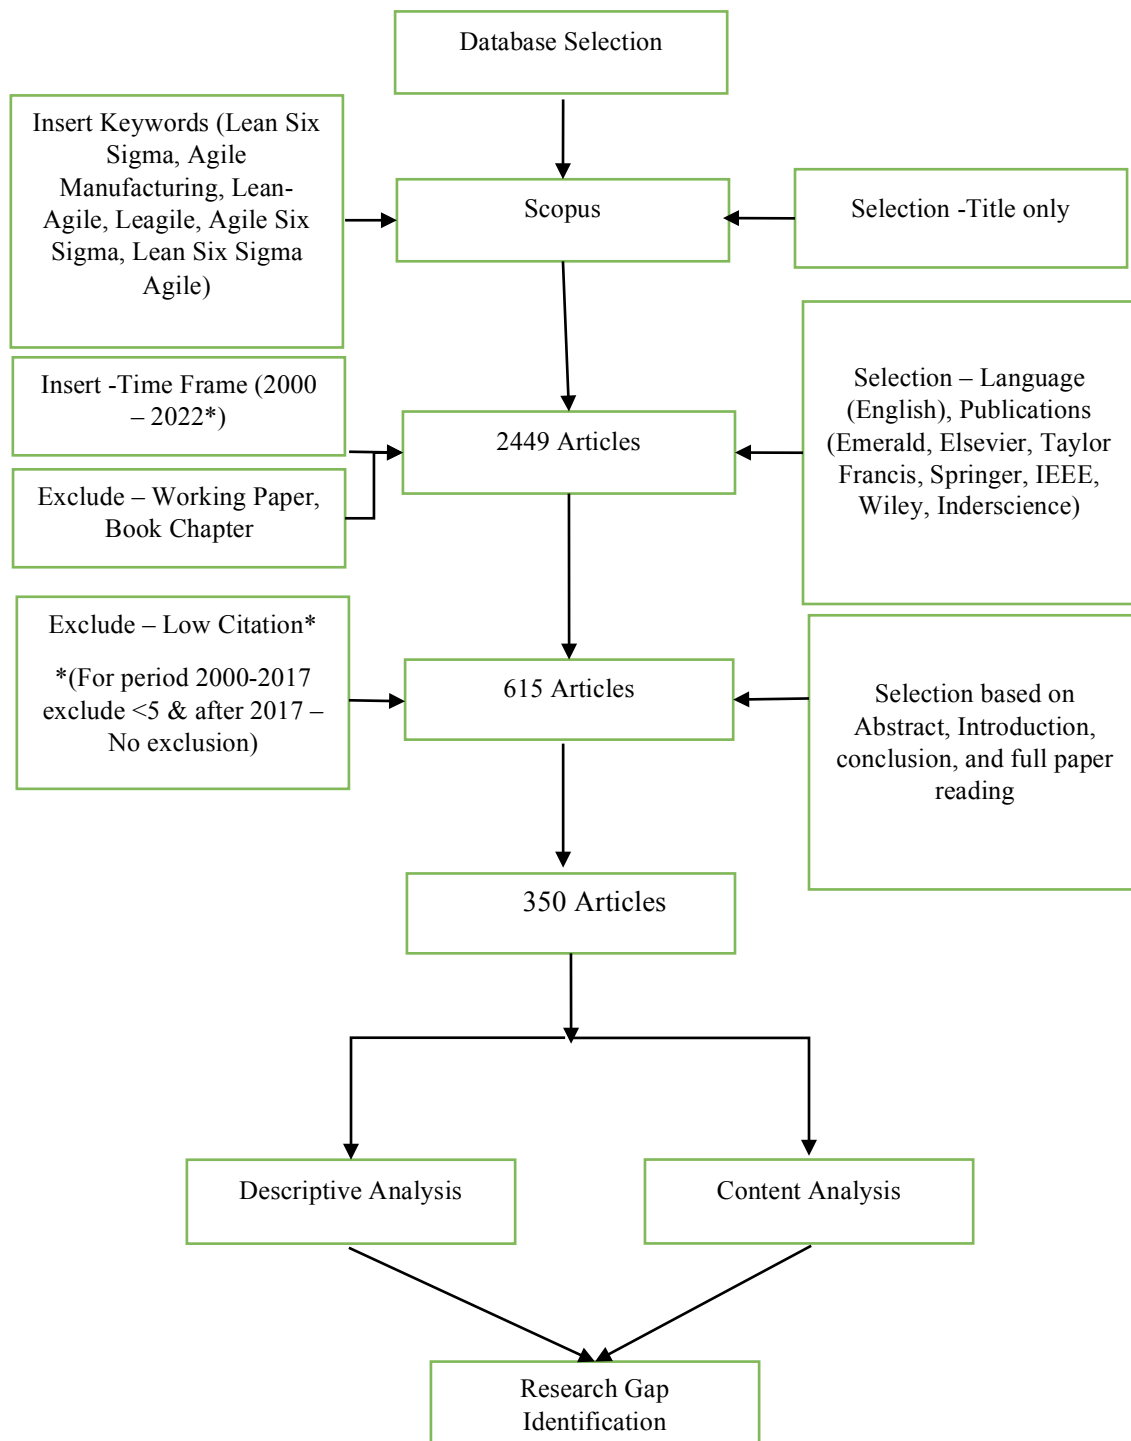 Database Selection
Insert Keywords (Lean Six
Sigma, Agile
Manufacturing, Lean-
Agile, Leagile, Agile Six
Sigma, Lean Six Sigma
Agile)
Scopus
Selection -Title only
Insert -Time Frame (2000
– 2022*)
Exclude – Working Paper,
Book Chapter
2449 Articles
Selection – Language
(English), Publications
(Emerald, Elsevier, Taylor
Francis, Springer, IEEE,
Wiley, Inderscience)
Exclude – Low Citation*
*(For period 2000-2017
exclude <5 & after 2017 –
No exclusion)
615 Articles
Selection based on
Abstract, Introduction,
conclusion, and full paper
reading
350 Articles
Descriptive Analysis
Content Analysis
Research Gap
Identification